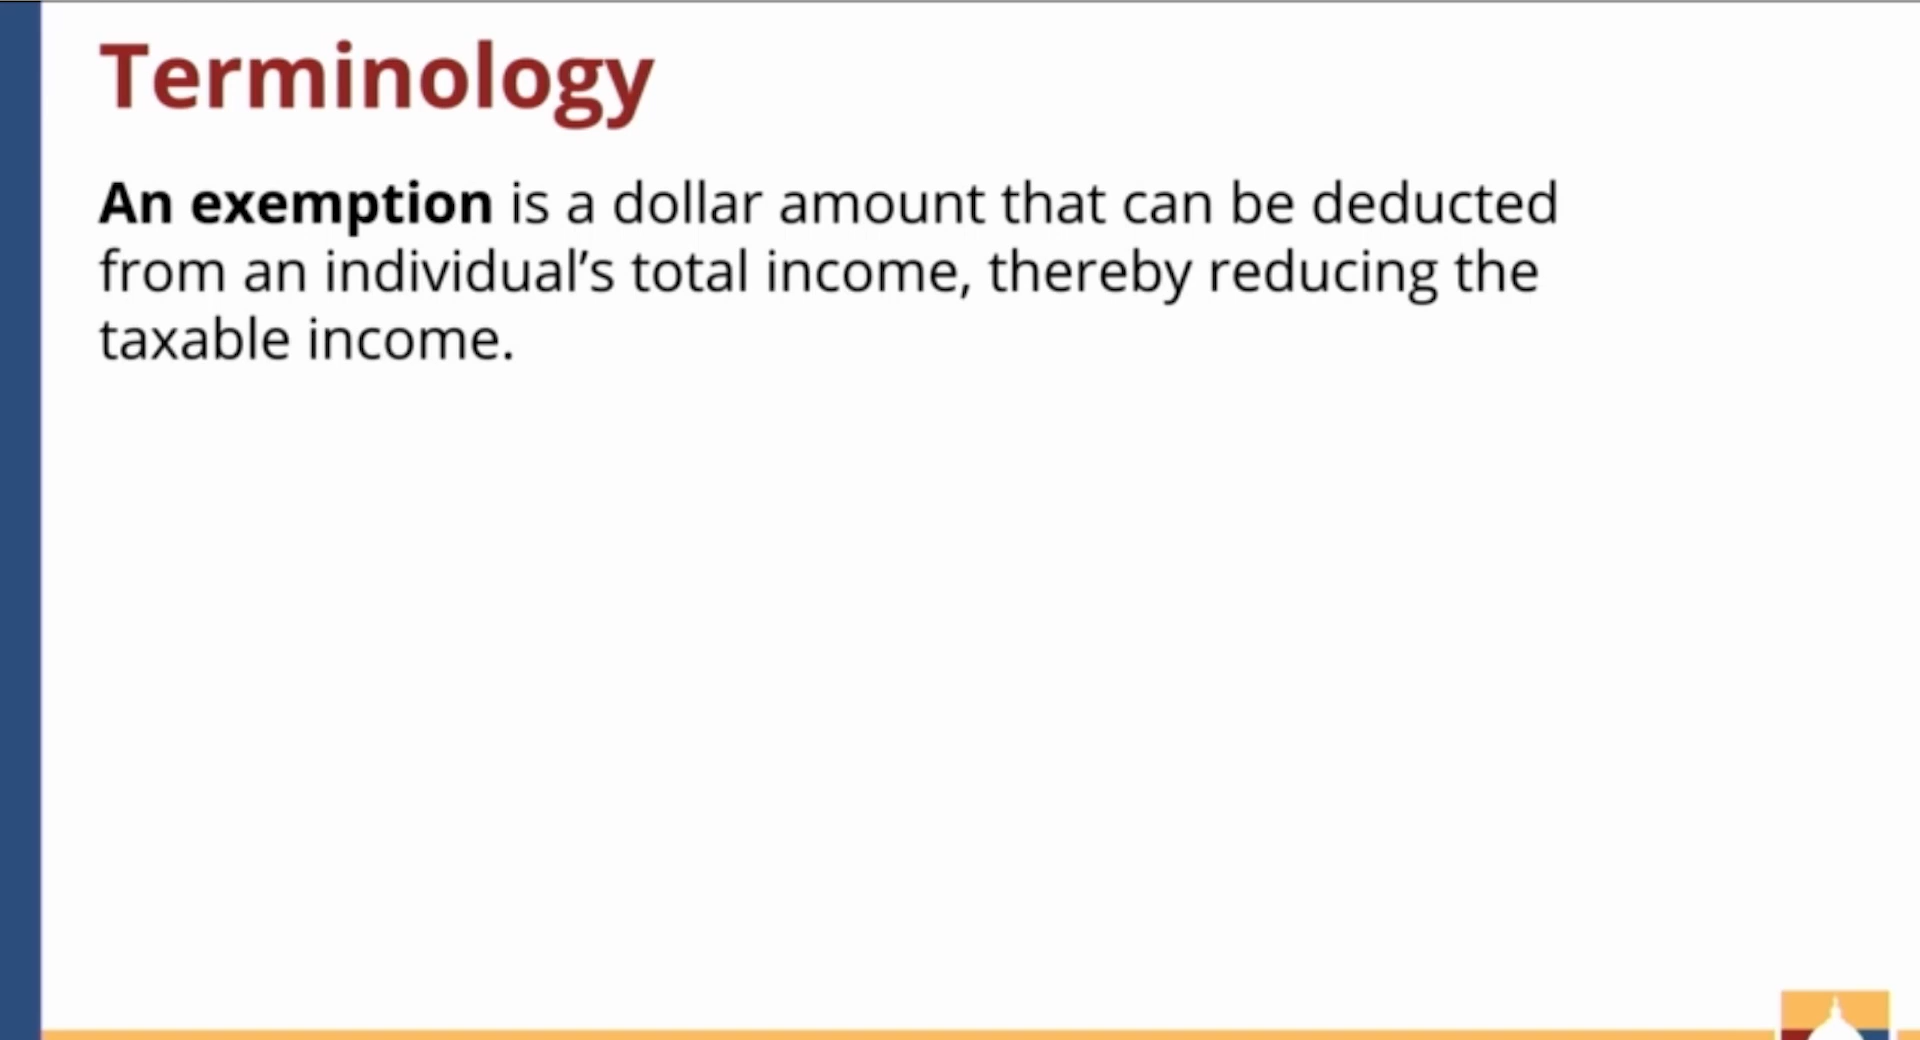 Terminology
An exemption is a dollar amount that can be deducted
from an individual’s total income, thereby reducing the
taxable income.